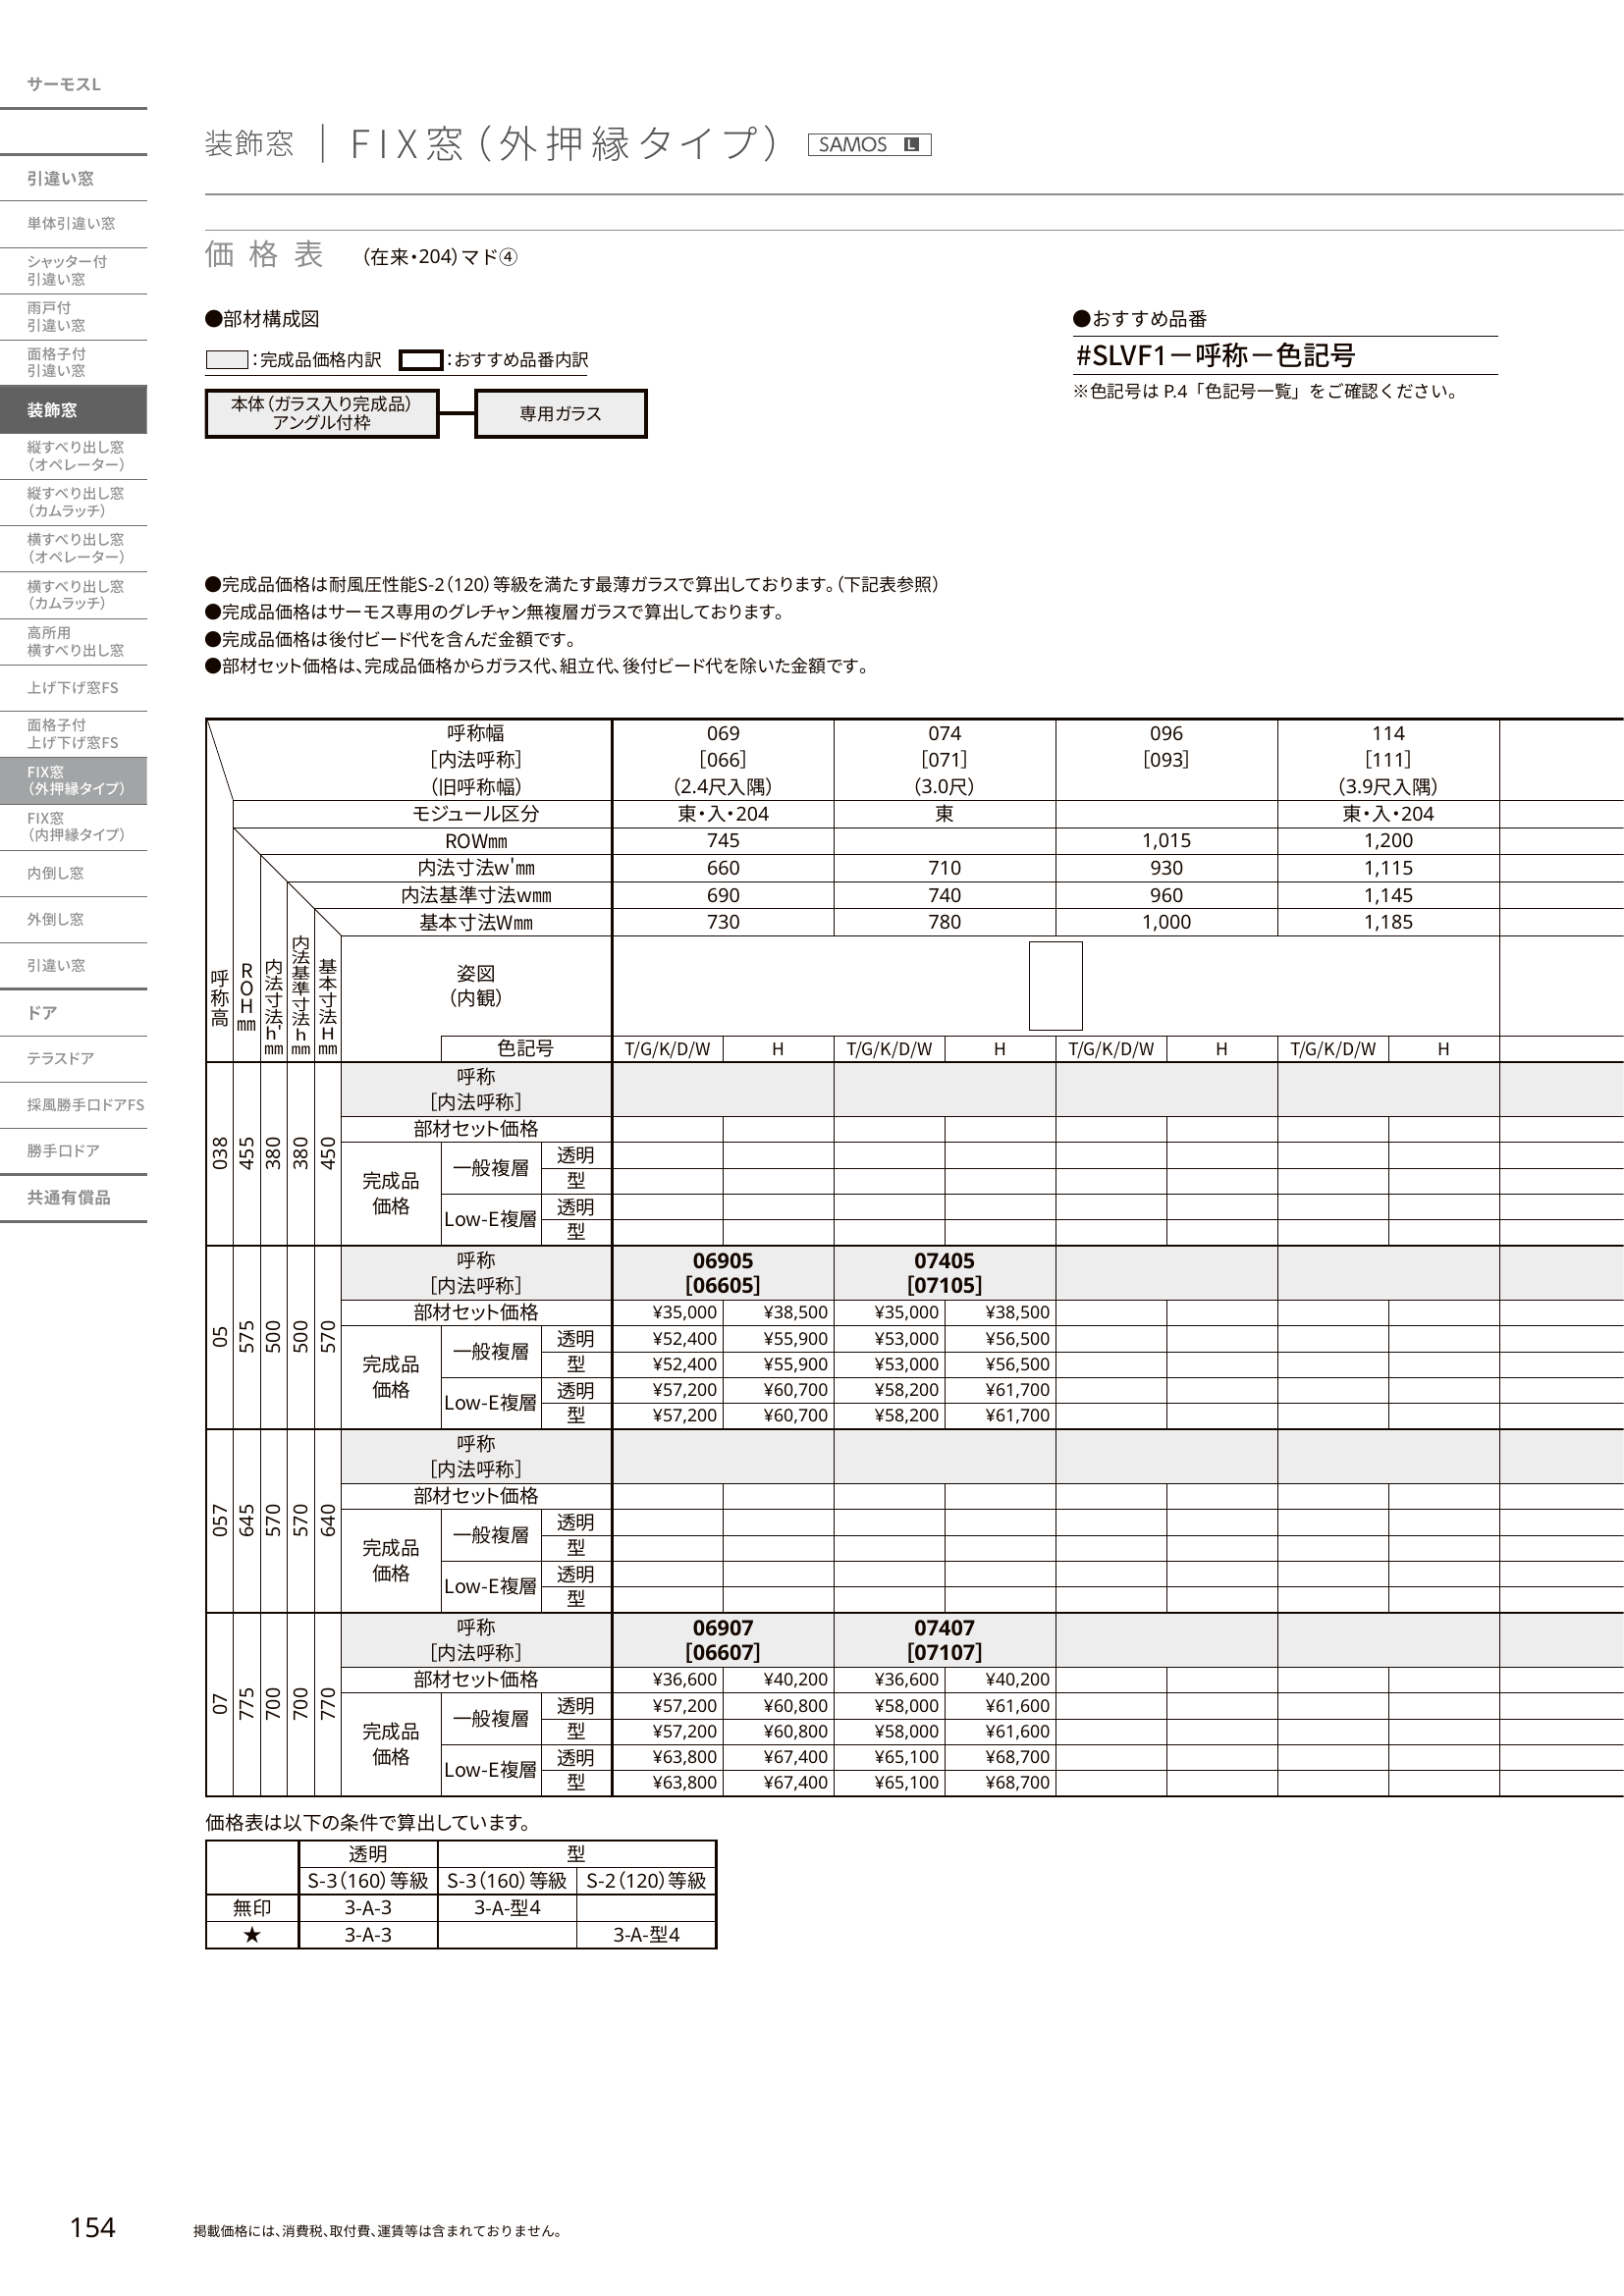 サーモスL
引違い窓
単体引違い窓
シャッター付
引違い窓
雨戸付
引違い窓
面格子付
引違い窓
装飾窓
縦すべり出し窓
（オペレーター）
縦すべり出し窓
（カムラッチ）
横すべり出し窓
（オペレーター）
横すべり出し窓
（カムラッチ）
高所用
横すべり出し窓
上げ下げ窓FS
面格子付
上げ下げ窓FS
FIX窓
（外押縁タイプ）
FIX窓
（内押縁タイプ）
内倒し窓
外倒し窓
引違い窓
ドア
テラスドア
採風勝手口ドアFS
勝手口ドア
共通有償品
装飾窓｜FIX窓（外押縁タイプ） SAMOS L
価格表 （在来・204）マド④
●部材構成図
：完成品価格内訳 ：おすすめ品番内訳
本体（ガラス入り完成品）
アングル付枠
専用ガラス
●おすすめ品番
#SLVF1－呼称－色記号
※色記号は P.4「色記号一覧」をご確認ください。
●完成品価格は耐風圧性能S-2（120）等級を満たす最薄ガラスで算出しております。（下記表参照）
●完成品価格はサーモス専用のグレチャン無複層ガラスで算出しております。
●完成品価格は後付ビード代を含んだ金額です。
●部材セット価格は、完成品価格からガラス代、組立代、後付ビード代を除いた金額です。
呼称幅 069 074 096 114
［内法呼称］ ［066］ ［071］ ［093］ ［111］
（旧呼称幅） （2.4尺入隅） （3.0尺） （3.9尺入隅）
モジュール区分 東・入・204 東 東・入・204
ROW㎜ 745 1,015 1,200
内法寸法w'㎜ 660 710 930 1,115
内法基準寸法w㎜ 690 740 960 1,145
基本寸法W㎜ 730 780 1,000 1,185
呼称高 ROH㎜ 内法寸法h'㎜ 内法基準寸法h㎜ 基本寸法H㎜
姿図
（内観）
色記号 T/G/K/D/W H T/G/K/D/W H T/G/K/D/W H T/G/K/D/W H
038 455 380 380 450
呼称
［内法呼称］
部材セット価格
完成品
価格
一般複層 透明
型
Low-E複層 透明
型
05 575 500 500 570
呼称 06905 07405
［内法呼称］ [06605] [07105]
部材セット価格 ¥35,000 ¥38,500 ¥35,000 ¥38,500
完成品
価格
一般複層 透明 ¥52,400 ¥55,900 ¥53,000 ¥56,500
型 ¥52,400 ¥55,900 ¥53,000 ¥56,500
Low-E複層 透明 ¥57,200 ¥60,700 ¥58,200 ¥61,700
型 ¥57,200 ¥60,700 ¥58,200 ¥61,700
057 645 570 570 640
呼称
［内法呼称］
部材セット価格
完成品
価格
一般複層 透明
型
Low-E複層 透明
型
07 775 700 700 770
呼称 06907 07407
［内法呼称］ [06607] [07107]
部材セット価格 ¥36,600 ¥40,200 ¥36,600 ¥40,200
完成品
価格
一般複層 透明 ¥57,200 ¥60,800 ¥58,000 ¥61,600
型 ¥57,200 ¥60,800 ¥58,000 ¥61,600
Low-E複層 透明 ¥63,800 ¥67,400 ¥65,100 ¥68,700
型 ¥63,800 ¥67,400 ¥65,100 ¥68,700
価格表は以下の条件で算出しています。
透明 型
S-3（160）等級 S-3（160）等級 S-2（120）等級
無印 3-A-3 3-A-型4
★ 3-A-3 3-A-型4
154
掲載価格には、消費税、取付費、運賃等は含まれておりません。